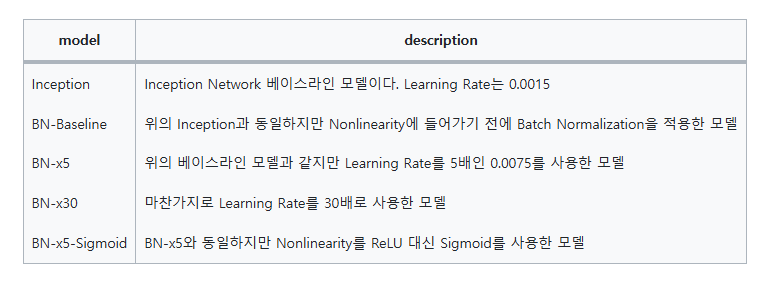 model description
Inception Inception Network 베이스라인 모델이다. Learning Rate는 0.0015
BN-Baseline 위의 Inception과 동일하지만 Nonlinearity에 들어가기 전에 Batch Normalization을 적용한 모델
BN-x5 위의 베이스라인 모델과 같지만 Learning Rate를 5배인 0.0075를 사용한 모델
BN-x30 마찬가지로 Learning Rate를 30배로 사용한 모델
BN-x5-Sigmoid BN-x5와 동일하지만 Nonlinearity를 ReLU 대신 Sigmoid를 사용한 모델